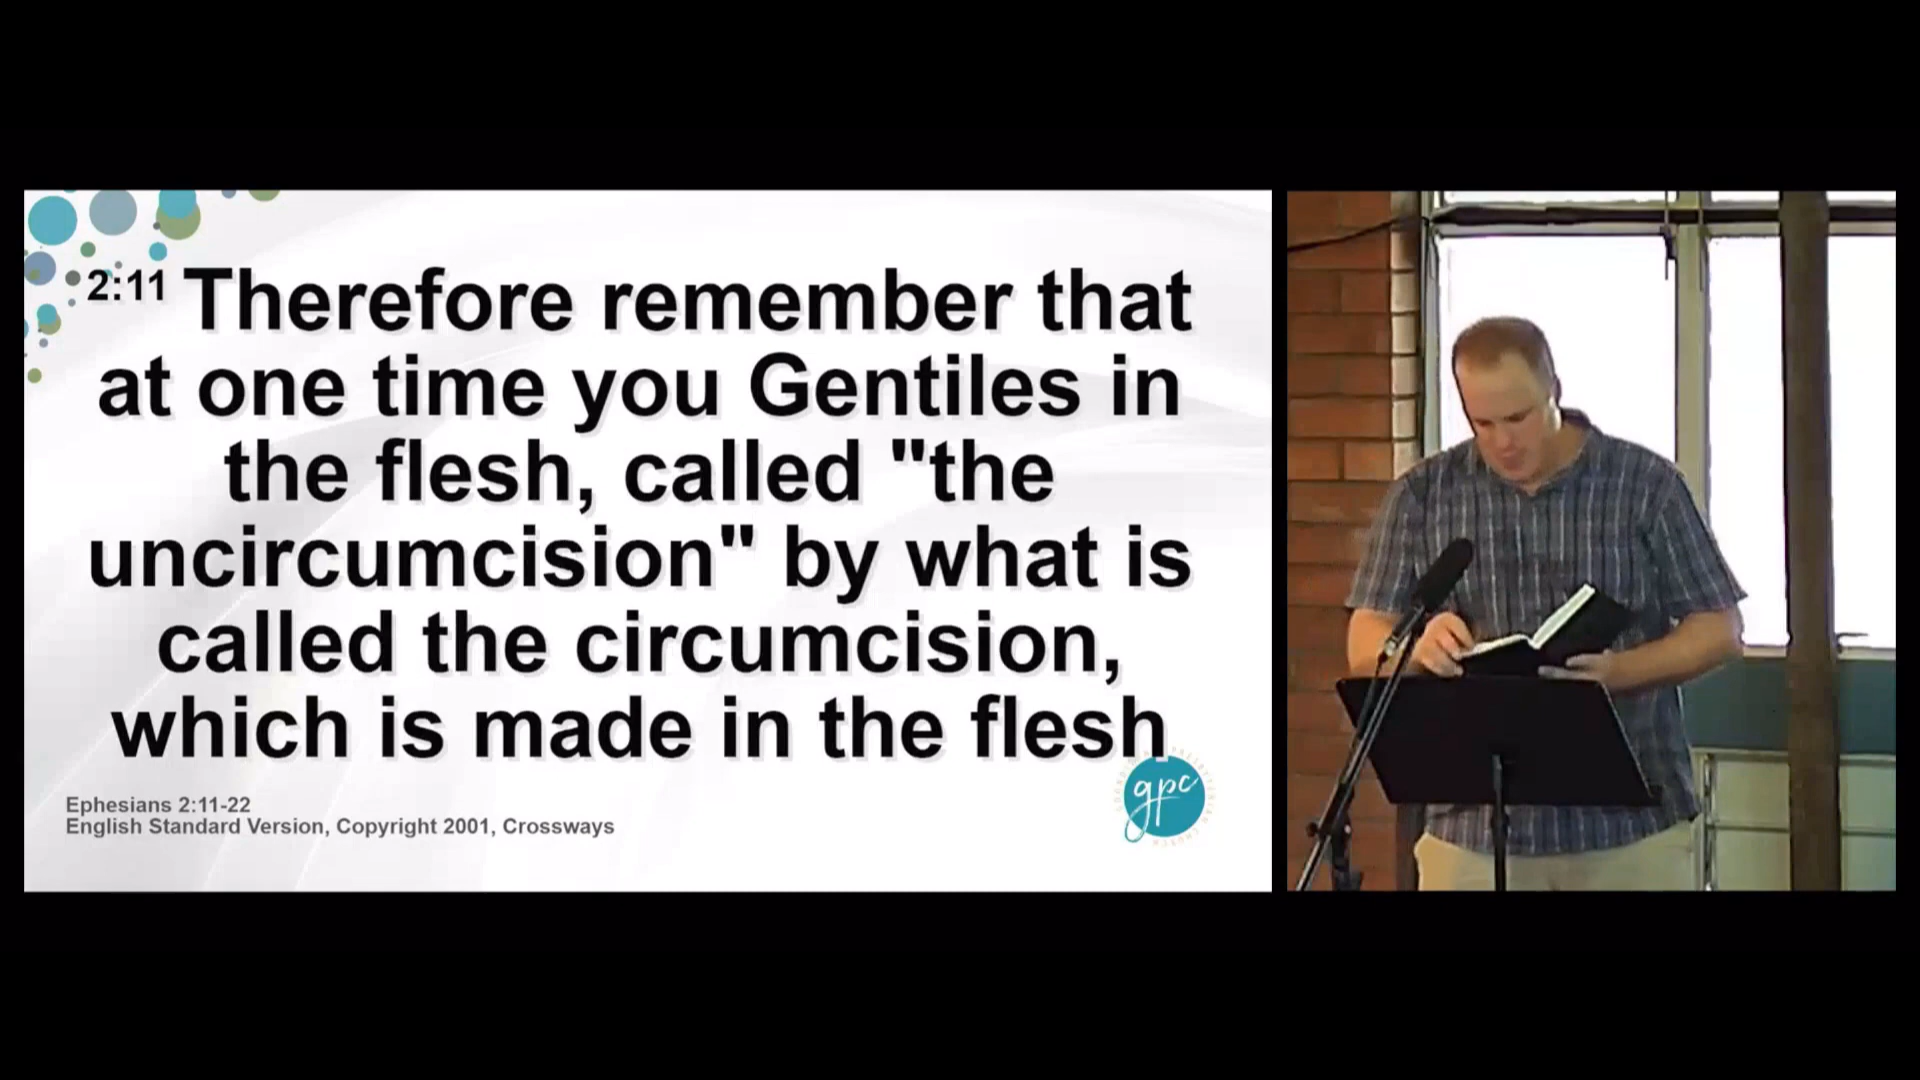 2:11 Therefore remember that
at one time you Gentiles in
the flesh, called "the
uncircumcision" by what is
called the circumcision,
which is made in the flesh
Ephesians 2:11-22
English Standard Version, Copyright 2001, Crossways
gpc